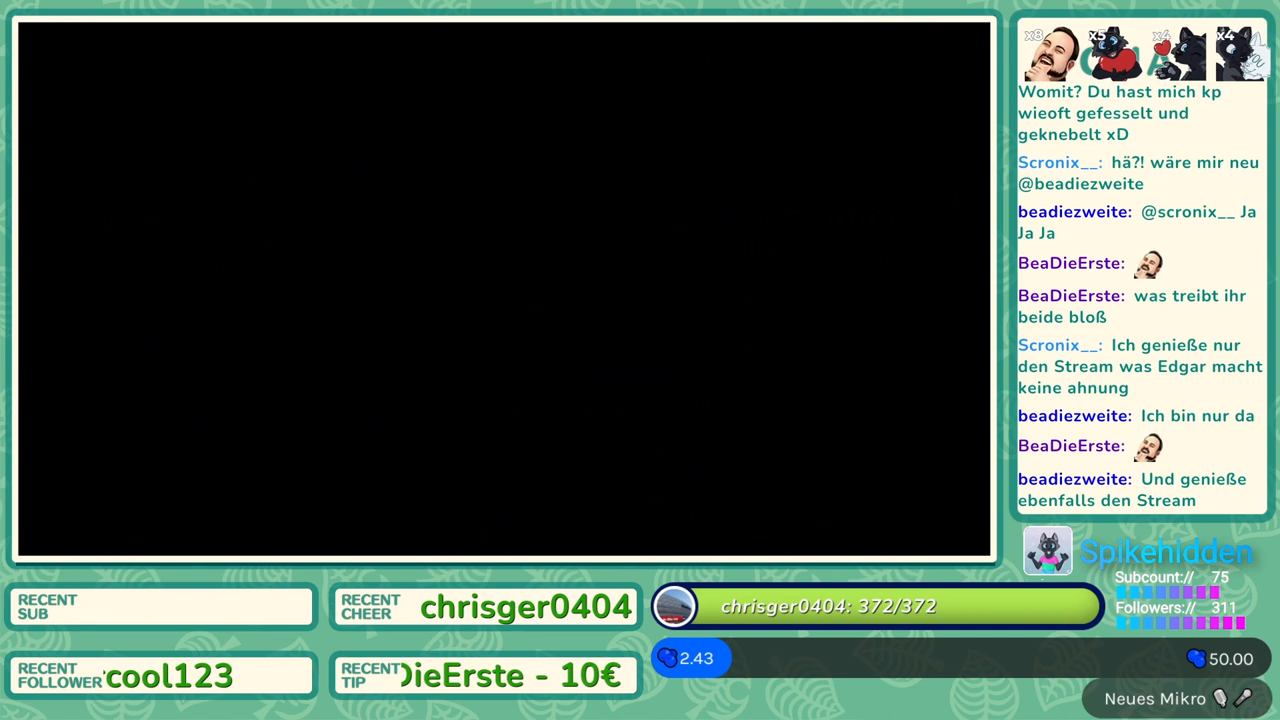 x8 x5 x4 x4
Womit? Du hast mich kp
wieoft gefesselt und
geknebelt xD
Scronix__: hä?! wäre mir neu
@beadiezweite
beadiezweite: @scronix__ Ja
Ja Ja
BeaDieErste:
BeaDieErste: was treibt ihr
beide bloß
Scronix__: Ich genieße nur
den Stream was Edgar macht
keine ahnung
beadiezweite: Ich bin nur da
BeaDieErste:
beadiezweite: Und genieße
ebenfalls den Stream
Spikehidden
Subcount:// 75
Followers:// 311
RECENT
SUB
RECENT
CHEER
chrisger0404
chrisger0404: 372/372
RECENT
FOLLOWER
cool123
RECENT
TIP
DieErste - 10€
2.43
50.00
Neues Mikro